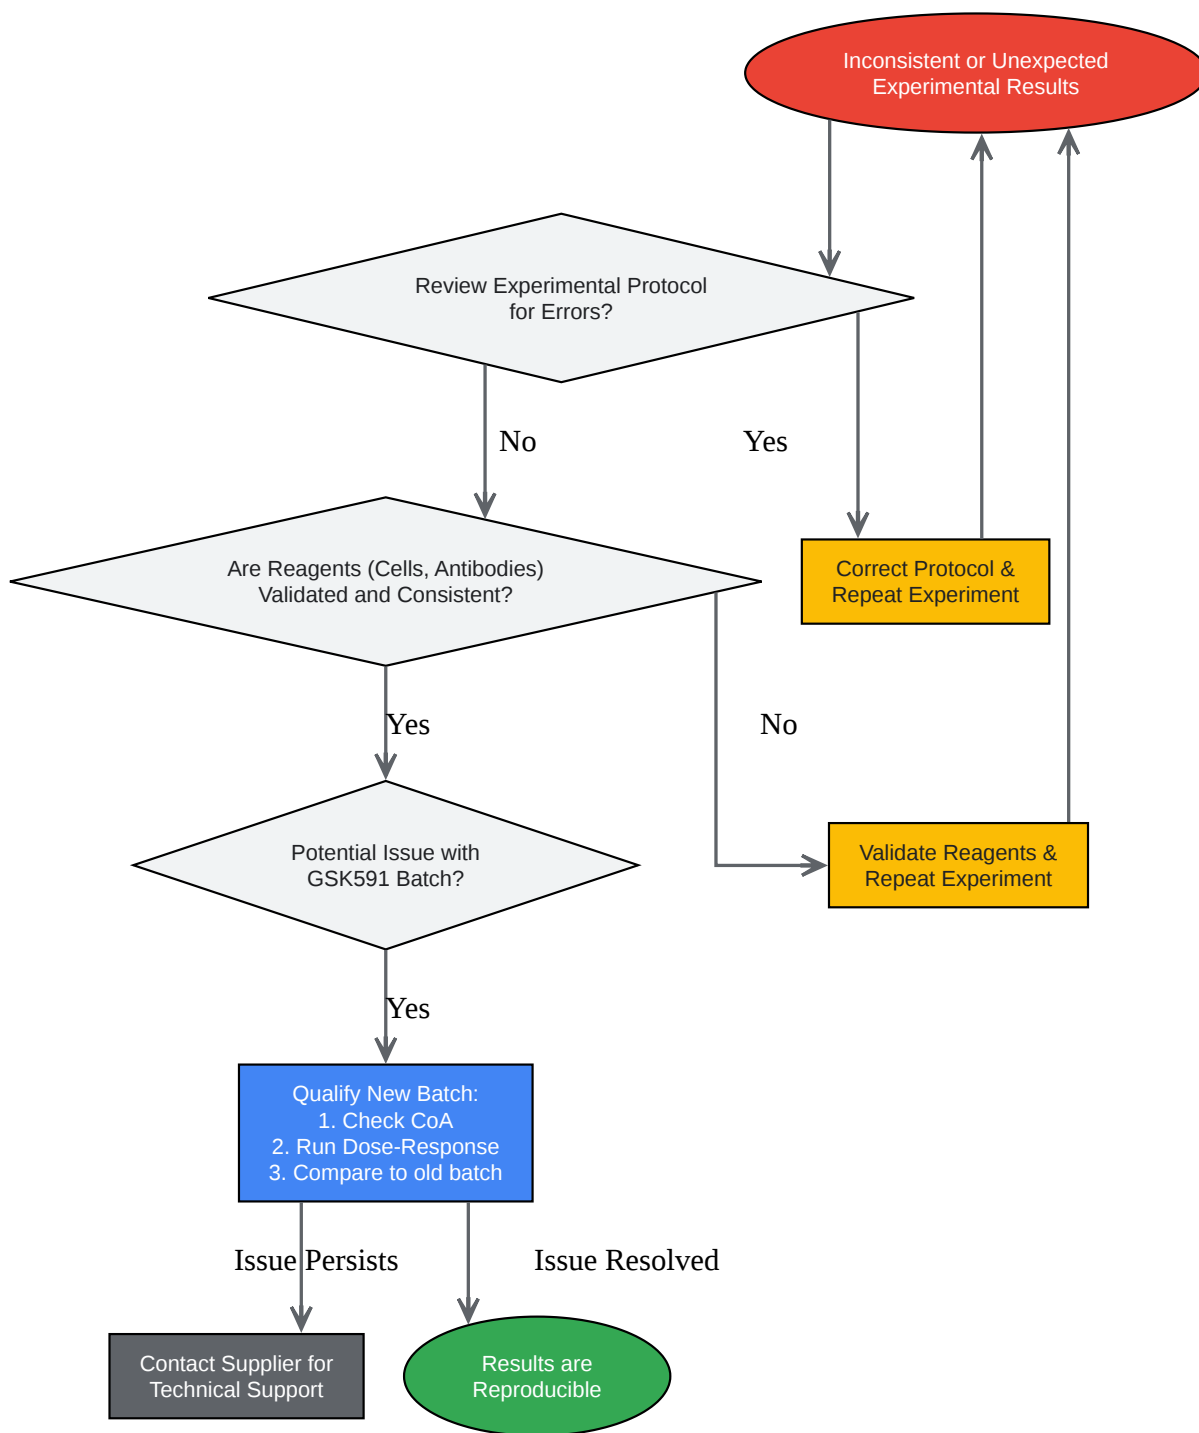 Inconsistent or Unexpected
Experimental Results
Review Experimental Protocol
for Errors?
No
Yes
Are Reagents (Cells, Antibodies)
Validated and Consistent?
Correct Protocol &
Repeat Experiment
Yes
No
Potential Issue with
GSK591 Batch?
Validate Reagents &
Repeat Experiment
Yes
Qualify New Batch:
1. Check CoA
2. Run Dose-Response
3. Compare to old batch
Issue Persists
Issue Resolved
Contact Supplier for
Technical Support
Results are
Reproducible